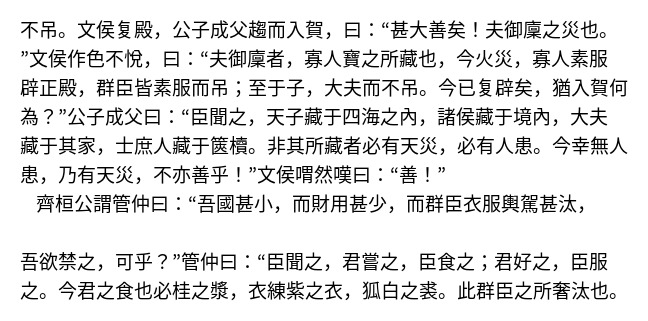 不吊。文侯复殿，公子成父趨而入賀，曰：“甚大善矣！夫御廩之災也。
”文侯作色不悅，曰：“夫御廩者，寡人寶之所藏也，今火災，寡人素服
辟正殿，群臣皆素服而吊；至于子，大夫而不吊。今已复辟矣，猶入賀何
為？”公子成父曰：“臣聞之，天子藏于四海之內，諸侯藏于境內，大夫
藏于其家，士庶人藏于篋櫝。非其所藏者必有天災，必有人患。今幸無人
患，乃有天災，不亦善乎！”文侯喟然嘆曰：“善！”
齊桓公謂管仲曰：“吾國甚小，而財用甚少，而群臣衣服輿駕甚汰，
吾欲禁之，可乎？”管仲曰：“臣聞之，君嘗之，臣食之；君好之，臣服
之。今君之食也必桂之漿，衣練紫之衣，狐白之裘。此群臣之所奢汰也。